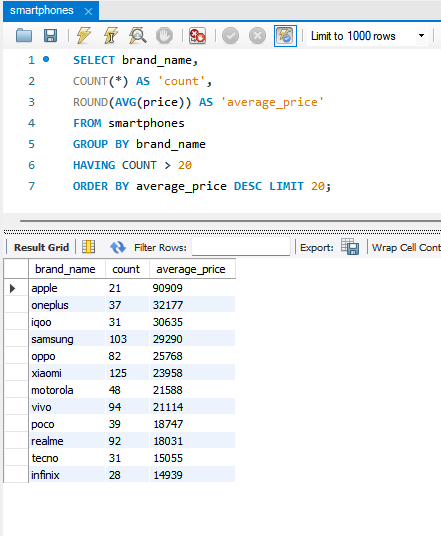 smartphones
Limit to 1000 rows
1 SELECT brand_name,
2 COUNT(*) AS 'count',
3 ROUND(AVG(price)) AS 'average_price'
4 FROM smartphones
5 GROUP BY brand_name
6 HAVING COUNT > 20
7 ORDER BY average_price DESC LIMIT 20;
Result Grid Filter Rows: Export: Wrap Cell Cont
brand_name count average_price
apple 21 90909
oneplus 37 32177
iqoo 31 30635
samsung 103 29290
oppo 82 25768
xiaomi 125 23958
motorola 48 21588
vivo 94 21114
poco 39 18747
realme 92 18031
tecno 31 15055
infinix 28 14939